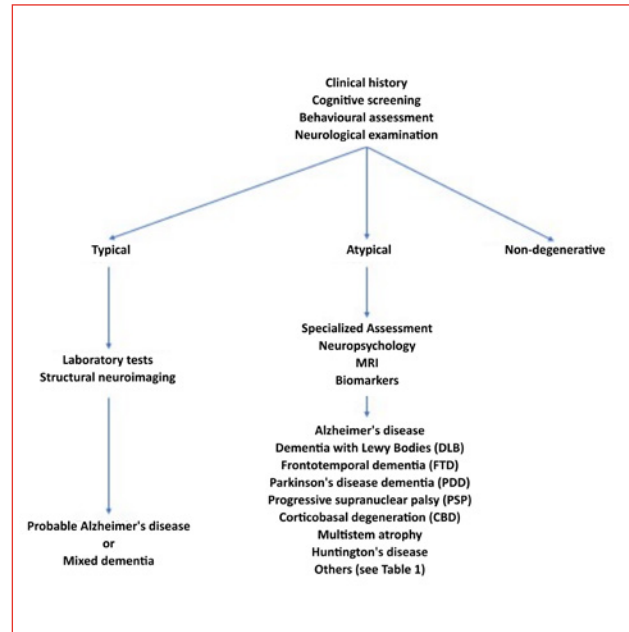 Clinical history
Cognitive screening
Behavioural assessment
Neurological examination
Typical
Atypical
Non-degenerative
Laboratory tests
Structural neuroimaging
Specialized Assessment
Neuropsychology
MRI
Biomarkers
Probable Alzheimer's disease
or
Mixed dementia
Alzheimer's disease
Dementia with Lewy Bodies (DLB)
Frontotemporal dementia (FTD)
Parkinson's disease dementia (PDD)
Progressive supranuclear palsy (PSP)
Corticobasal degeneration (CBD)
Multistem atrophy
Huntington's disease
Others (see Table 1)